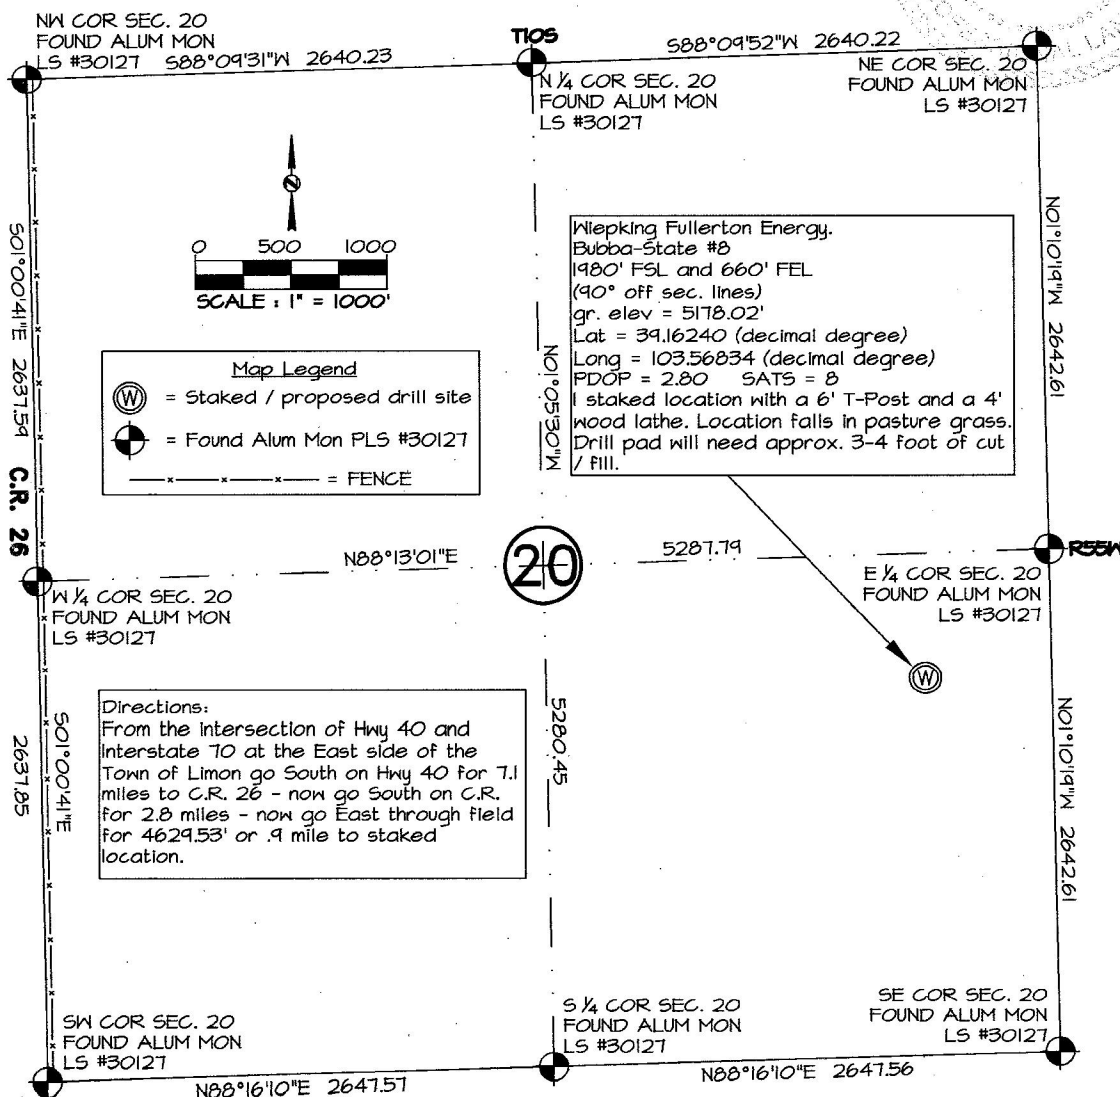 NW COR SEC. 20
FOUND ALUM MON
LS #30127 S88°09'31"W 2640.23
T10S
S88°09'52"W 2640.22
N 1/4 COR SEC. 20
FOUND ALUM MON
LS #30127
NE COR SEC. 20
FOUND ALUM MON
LS #30127
Z
0 500 1000
SCALE : 1" = 1000'
S01°00'41"E 2637.59
C.R. 26
Map Legend
W = Staked / proposed drill site
= Found Alum Mon PLS #30127
= FENCE
Wiepking Fullerton Energy.
Bubba-State #8
1980' FSL and 660' FEL
(90° off sec. lines)
gr. elev = 5178.02'
Lat = 39.16240 (decimal degree)
Long = 103.56834 (decimal degree)
PDOP = 2.80 SATS = 8
I staked location with a 6' T-Post and a 4'
wood lathe. Location falls in pasture grass.
Drill pad will need approx. 3-4 foot of cut
/ fill.
N01°05'30"W
N01°10'19"W 2642.61
N88°13'01"E
20
5287.79
R55W
W 1/4 COR SEC. 20
FOUND ALUM MON
LS #30127
E 1/4 COR SEC. 20
FOUND ALUM MON
LS #30127
W
Directions:
From the intersection of Hwy 40 and
Interstate 70 at the East side of the
Town of Limon go South on Hwy 40 for 7.1
miles to C.R. 26 - now go South on C.R.
for 2.8 miles - now go East through field
for 4629.53' or .9 mile to staked
location.
S01°00'41"E
2637.85
5280.45
N01°10'19"W 2642.61
SW COR SEC. 20
FOUND ALUM MON
LS #30127
S 1/4 COR SEC. 20
FOUND ALUM MON
LS #30127
SE COR SEC. 20
FOUND ALUM MON
LS #30127
N88°16'10"E 2647.57
N88°16'10"E 2647.56